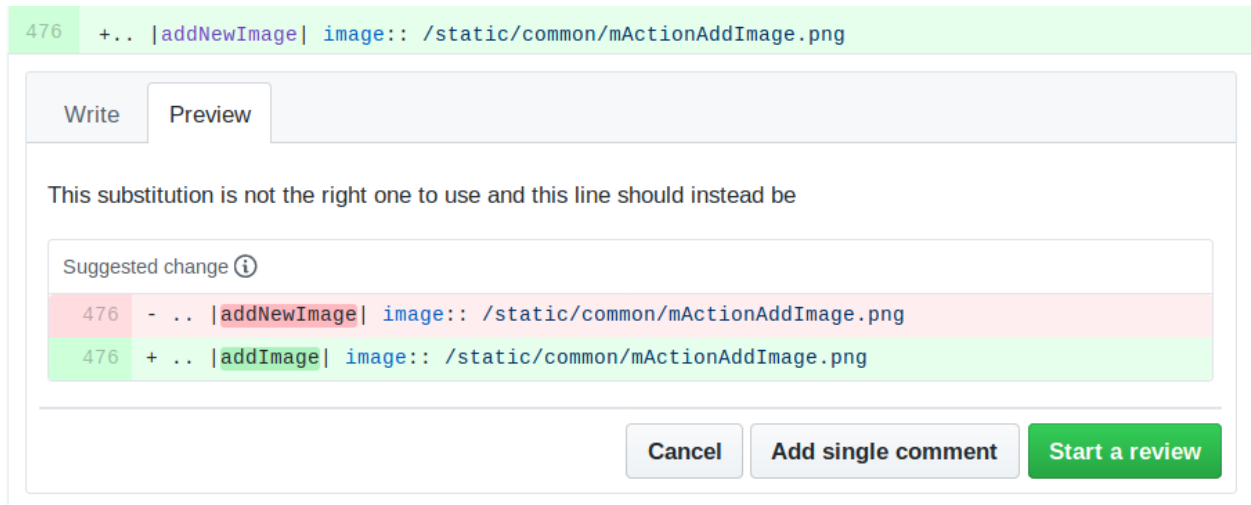 476 +.. |addNewImage| image:: /static/common/mActionAddImage.png
Write Preview
This substitution is not the right one to use and this line should instead be
Suggested change
476 - .. |addNewImage| image:: /static/common/mActionAddImage.png
476 + .. |addImage| image:: /static/common/mActionAddImage.png
Cancel Add single comment Start a review